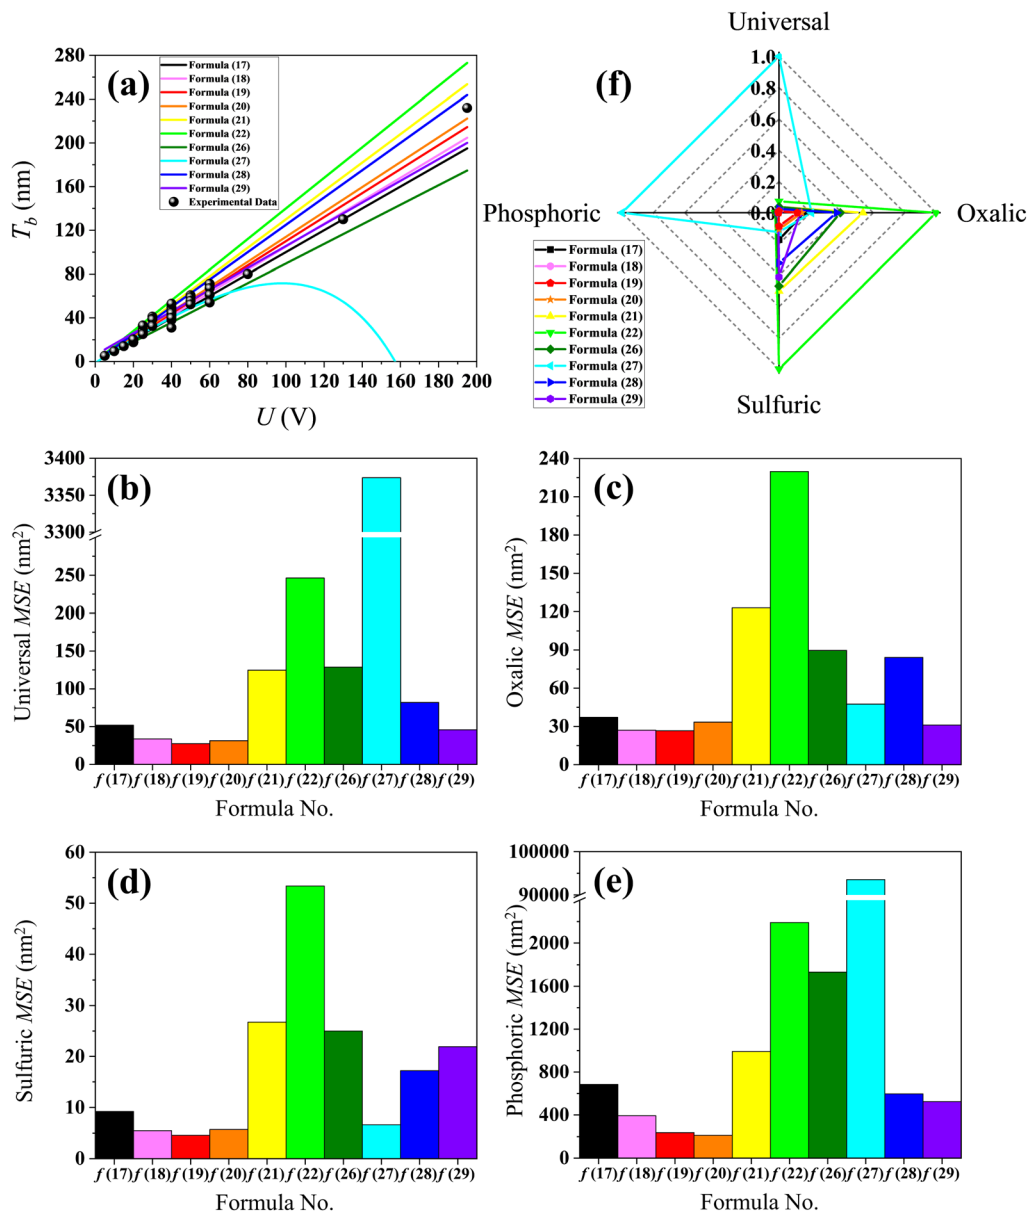 (a)
280
240
200
160
120
80
40
0
T_b (nm)
0 20 40 60 80 100 120 140 160 180 200
U (V)
Formula (17)
Formula (18)
Formula (19)
Formula (20)
Formula (21)
Formula (22)
Formula (26)
Formula (27)
Formula (28)
Formula (29)
Experimental Data
(f)
Universal
1.0
0.8
0.6
0.4
0.2
0.0
Phosphoric
Oxalic
Sulfuric
Formula (17)
Formula (18)
Formula (19)
Formula (20)
Formula (21)
Formula (22)
Formula (26)
Formula (27)
Formula (28)
Formula (29)
(b)
3400
3350
3300
250
200
150
100
50
0
Universal MSE (nm²)
f (17) f (18) f (19) f (20) f (21) f (22) f (26) f (27) f (28) f (29)
Formula No.
(c)
240
210
180
150
120
90
60
30
0
Oxalic MSE (nm²)
f (17) f (18) f (19) f (20) f (21) f (22) f (26) f (27) f (28) f (29)
Formula No.
(d)
60
50
40
30
20
10
0
Sulfuric MSE (nm²)
f (17) f (18) f (19) f (20) f (21) f (22) f (26) f (27) f (28) f (29)
Formula No.
(e)
100000
90000
2000
1600
1200
800
400
0
Phosphoric MSE (nm²)
f (17) f (18) f (19) f (20) f (21) f (22) f (26) f (27) f (28) f (29)
Formula No.